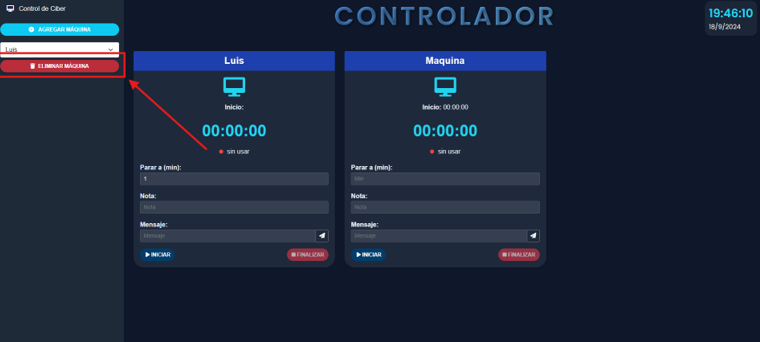 Control de Ciber
AGREGAR MÁQUINA
Luis
ELIMINAR MÁQUINA
CONTROLADOR
19:46:10
18/9/2024
Luis
Inicio:
00:00:00
sin usar
Parar a (min):
1
Nota:
Nota
Mensaje:
Mensaje
INICIAR
FINALIZAR
Maquina
Inicio: 00:00:00
00:00:00
sin usar
Parar a (min):
Min
Nota:
Nota
Mensaje:
Mensaje
INICIAR
FINALIZAR